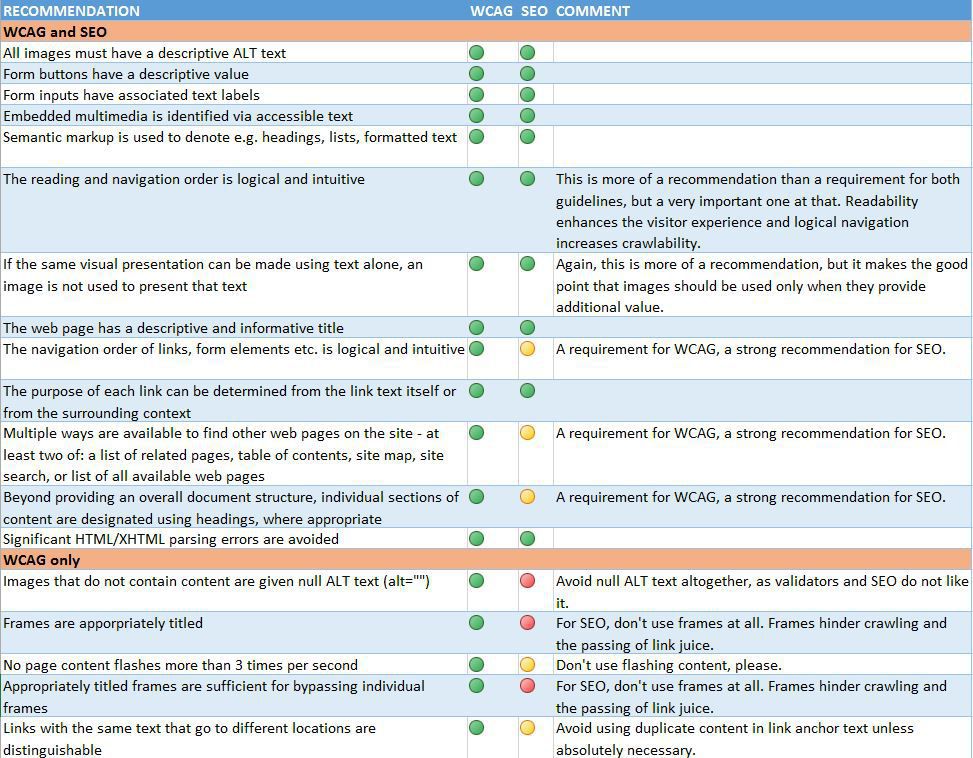 RECOMMENDATION WCAG SEO COMMENT
WCAG and SEO
All images must have a descriptive ALT text
Form buttons have a descriptive value
Form inputs have associated text labels
Embedded multimedia is identified via accessible text
Semantic markup is used to denote e.g. headings, lists, formatted text
The reading and navigation order is logical and intuitive
This is more of a recommendation than a requirement for both
guidelines, but a very important one at that. Readability
enhances the visitor experience and logical navigation
increases crawlability.
If the same visual presentation can be made using text alone, an
image is not used to present that text
Again, this is more of a recommendation, but it makes the good
point that images should be used only when they provide
additional value.
The web page has a descriptive and informative title
The navigation order of links, form elements etc. is logical and intuitive
A requirement for WCAG, a strong recommendation for SEO.
The purpose of each link can be determined from the link text itself or
from the surrounding context
Multiple ways are available to find other web pages on the site - at
least two of: a list of related pages, table of contents, site map, site
search, or list of all available web pages
A requirement for WCAG, a strong recommendation for SEO.
Beyond providing an overall document structure, individual sections of
content are designated using headings, where appropriate
A requirement for WCAG, a strong recommendation for SEO.
Significant HTML/XHTML parsing errors are avoided
WCAG only
Images that do not contain content are given null ALT text (alt="")
Avoid null ALT text altogether, as validators and SEO do not like
it.
Frames are apporpriately titled
For SEO, don't use frames at all. Frames hinder crawling and
the passing of link juice.
No page content flashes more than 3 times per second
Don't use flashing content, please.
Appropriately titled frames are sufficient for bypassing individual
frames
For SEO, don't use frames at all. Frames hinder crawling and
the passing of link juice.
Links with the same text that go to different locations are
distinguishable
Avoid using duplicate content in link anchor text unless
absolutely necessary.